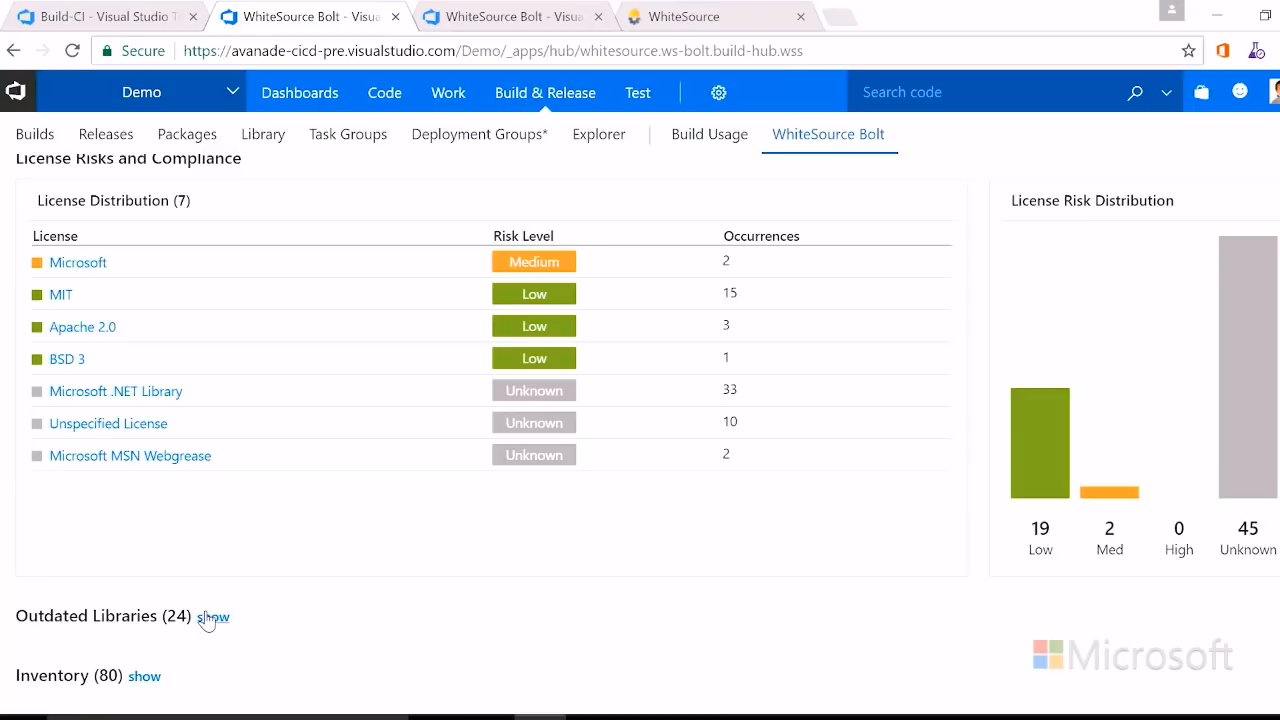 Build-CI - Visual Studio T
WhiteSource Bolt - Visua
WhiteSource Bolt - Visua
WhiteSource
Secure
https://avanade-cicd-pre.visualstudio.com/Demo/_apps/hub/whitesource.ws-bolt.build-hub.wss
Demo
Dashboards
Code
Work
Build & Release
Test
Search code
Builds
Releases
Packages
Library
Task Groups
Deployment Groups*
Explorer
Build Usage
WhiteSource Bolt
License Risks and Compliance
License Distribution (7)
License Risk Distribution
License Risk Level Occurrences
Microsoft Medium 2
MIT Low 15
Apache 2.0 Low 3
BSD 3 Low 1
Microsoft .NET Library Unknown 33
Unspecified License Unknown 10
Microsoft MSN Webgrease Unknown 2
19 2 0 45
Low Med High Unknown
Outdated Libraries (24) show
Inventory (80) show
Microsoft